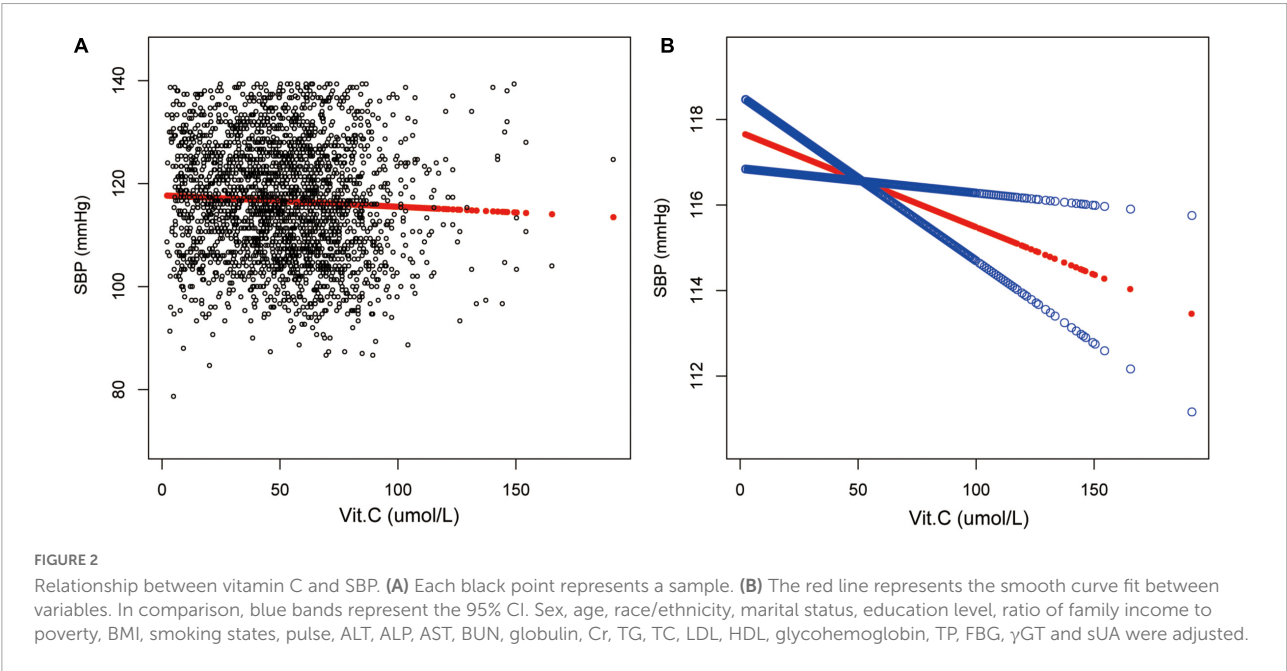 A
B
140
120
100
80
SBP (mmHg)
0 50 100 150
Vit.C (umol/L)
118
116
114
112
SBP (mmHg)
0 50 100 150
Vit.C (umol/L)
FIGURE 2
Relationship between vitamin C and SBP. (A) Each black point represents a sample. (B) The red line represents the smooth curve fit between
variables. In comparison, blue bands represent the 95% CI. Sex, age, race/ethnicity, marital status, education level, ratio of family income to
poverty, BMI, smoking states, pulse, ALT, ALP, AST, BUN, globulin, Cr, TG, TC, LDL, HDL, glycohemoglobin, TP, FBG, γGT and sUA were adjusted.